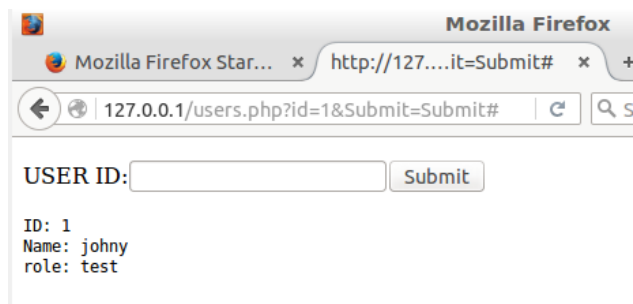 Mozilla Firefox
Mozilla Firefox Star... × http://127....it=Submit# × +
127.0.0.1/users.php?id=1&Submit=Submit# S
USER ID: Submit
ID: 1
Name: johny
role: test